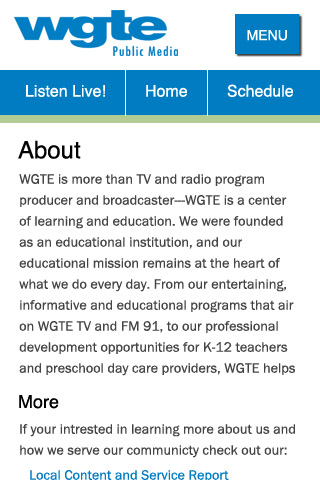 wgte
Public Media
MENU
Listen Live!
Home
Schedule
About
WGTE is more than TV and radio program
producer and broadcaster---WGTE is a center
of learning and education. We were founded
as an educational institution, and our
educational mission remains at the heart of
what we do every day. From our entertaining,
informative and educational programs that air
on WGTE TV and FM 91, to our professional
development opportunities for K-12 teachers
and preschool day care providers, WGTE helps
More
If your intrested in learning more about us and
how we serve our communicty check out our:
Local Content and Service Report